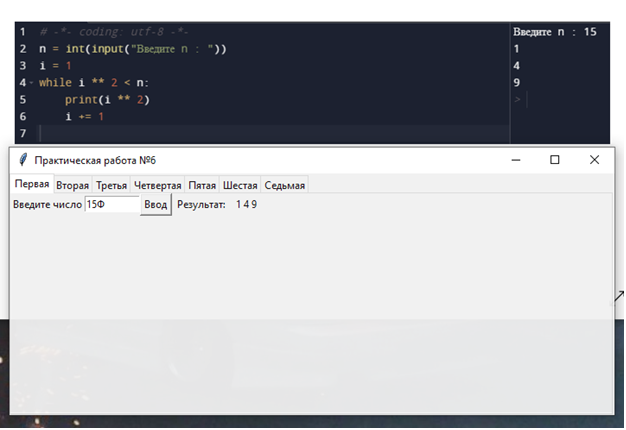 1 # -*- coding: utf-8 -*-
2 n = int(input("Введите n : "))
3 i = 1
4 while i ** 2 < n:
5 print(i ** 2)
6 i += 1
7
Введите n : 15
1
4
9
>
Практическая работа №6
Первая Вторая Третья Четвертая Пятая Шестая Седьмая
Введите число 15Ф Ввод Результат: 1 4 9